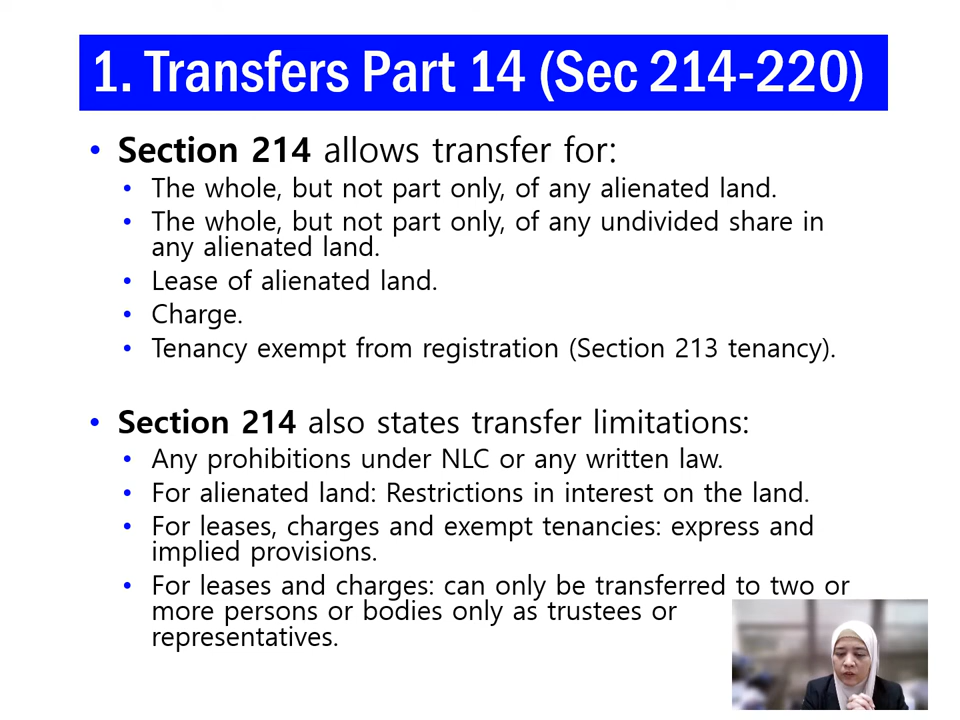 1. Transfers Part 14 (Sec 214-220)
• Section 214 allows transfer for:
• The whole, but not part only, of any alienated land.
• The whole, but not part only, of any undivided share in
any alienated land.
• Lease of alienated land.
• Charge.
• Tenancy exempt from registration (Section 213 tenancy).
• Section 214 also states transfer limitations:
• Any prohibitions under NLC or any written law.
• For alienated land: Restrictions in interest on the land.
• For leases, charges and exempt tenancies: express and
implied provisions.
• For leases and charges: can only be transferred to two or
more persons or bodies only as trustees or
representatives.